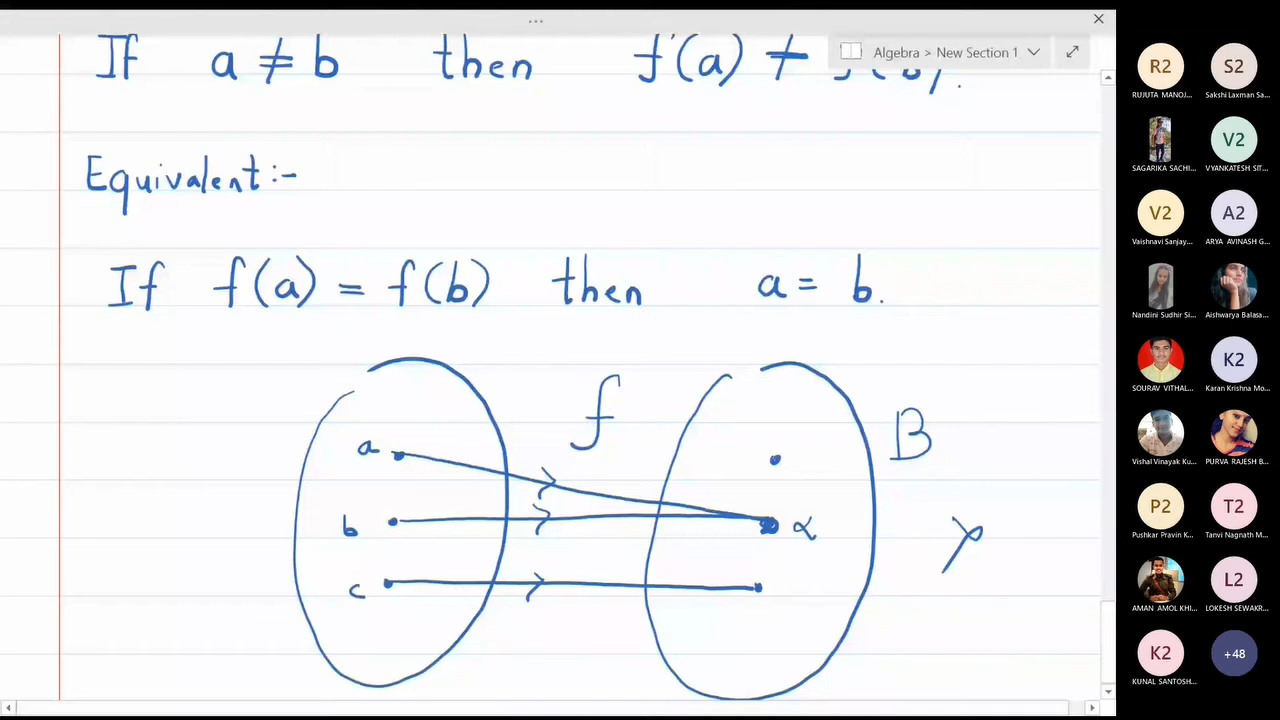 Algebra > New Section 1
If a ≠ b then f(a) ≠ f(b).
Equivalent:-
If f(a) = f(b) then a = b.
f
B
a
b
α
c
R2
S2
RUJUTA MANOJ...
Sakshi Laxman Sa...
V2
SAGARIKA SACHI...
VYANKATESH SIT...
V2
A2
Vaishnavi Sanjay...
ARYA AVINASH G...
Nandini Sudhir Si...
Aishwarya Balasa...
K2
SOURAV VITHAL...
Karan Krishna Mo...
Vishal Vinayak Ku...
PURVA RAJESH B...
P2
T2
Pushkar Pravin K...
Tanvi Nagnath M...
L2
AMAN AMOL KHI...
LOKESH SEWAKR...
K2
+48
KUNAL SANTOSH...